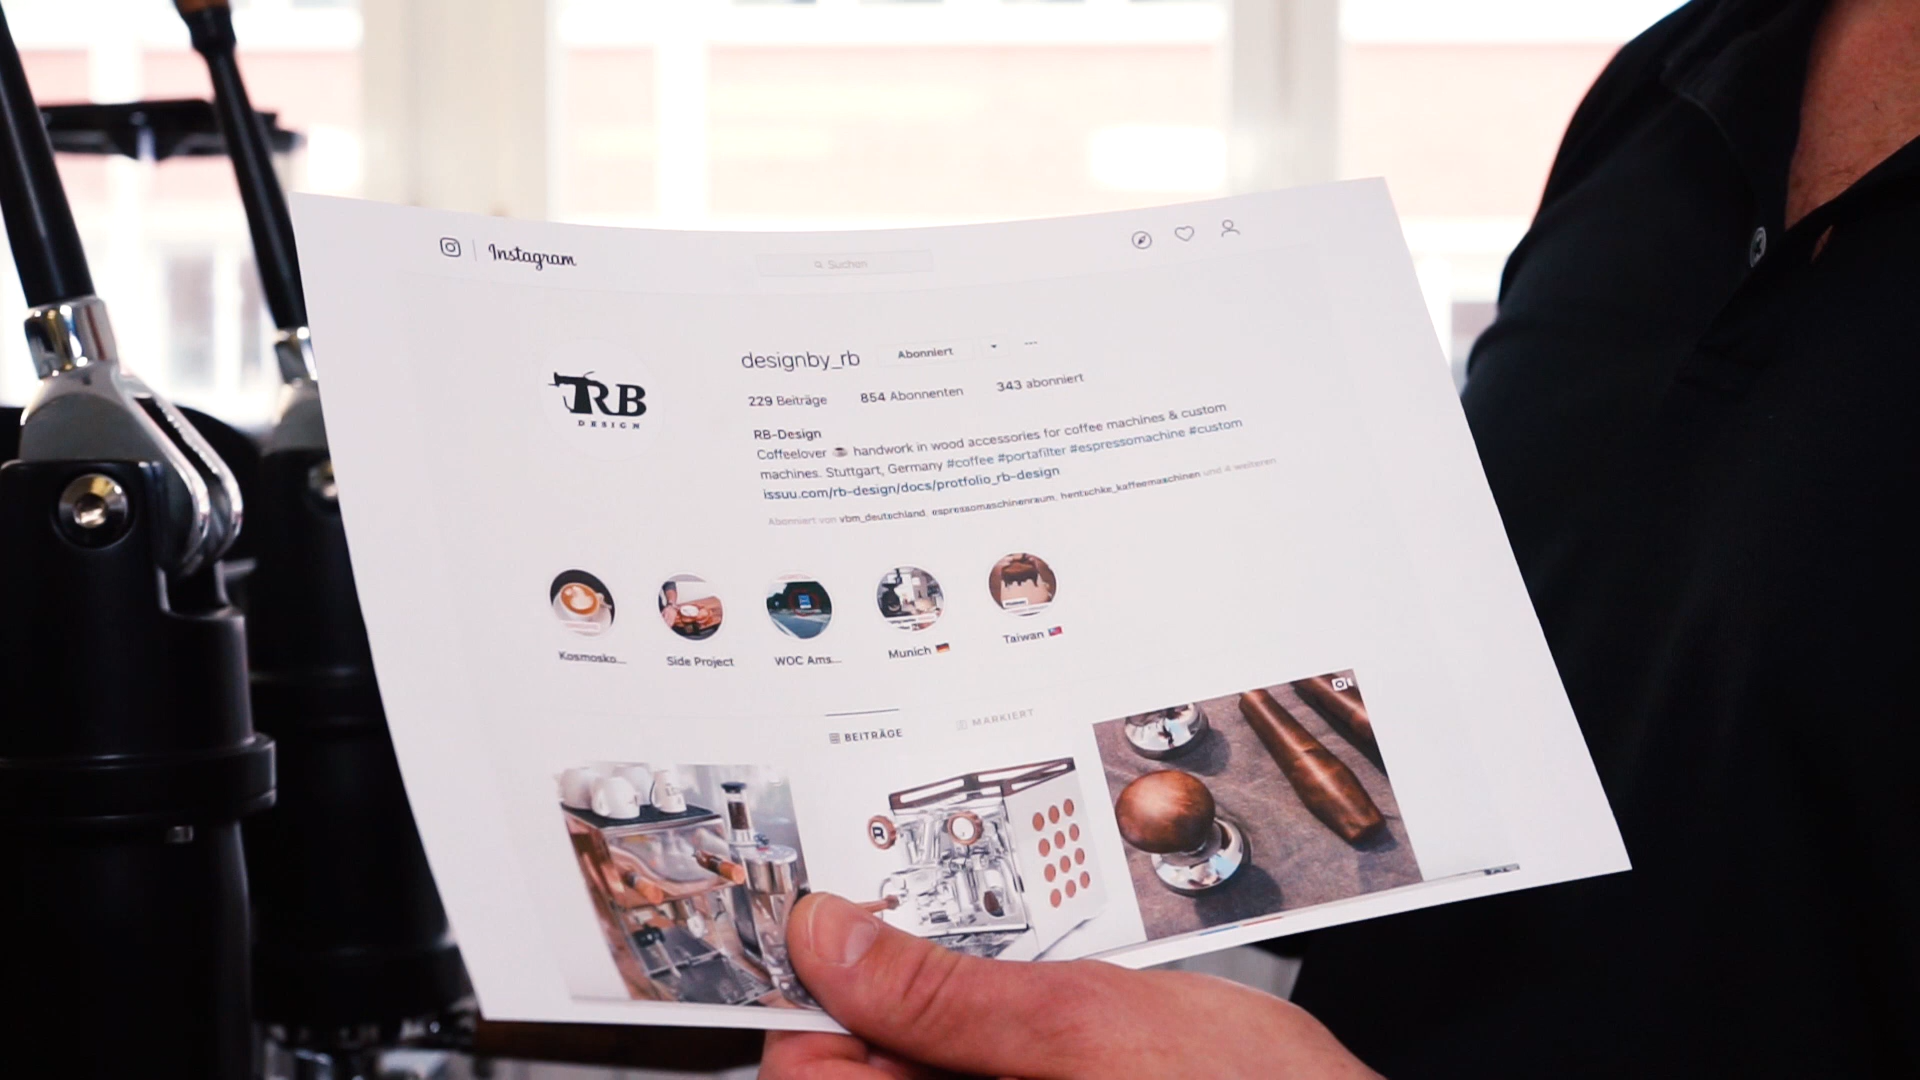 Instagram
Suchen
designby_rb Abonniert
229 Beiträge 854 Abonnenten 343 abonniert
RB
DESIGN
RB-Design
Coffeelover handwork in wood accessories for coffee machines & custom
machines. Stuttgart, Germany #coffee #portafilter #espressomachine #custom
issuu.com/rb-design/docs/protfolio_rb-design
Abonniert von vbm_deutschland, espressomaschinenraum, hentschke_kaffeemaschinen und 4 weiteren
Kosmosko... Side Project WOC Ams... Munich Taiwan
BEITRÄGE MARKIERT
R